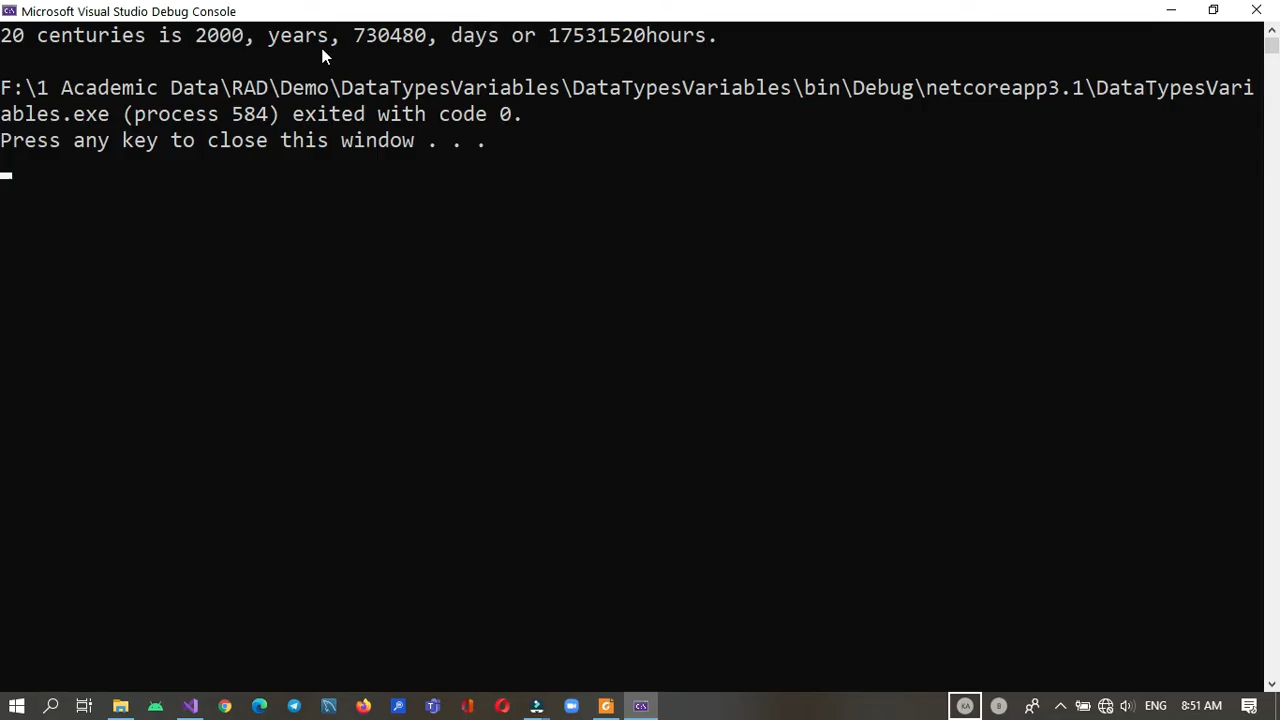 Microsoft Visual Studio Debug Console
20 centuries is 2000, years, 730480, days or 17531520hours.
F:\1 Academic Data\RAD\Demo\DataTypesVariables\DataTypesVariables\bin\Debug\netcoreapp3.1\DataTypesVari
ables.exe (process 584) exited with code 0.
Press any key to close this window . . .
KA
B
ENG
8:51 AM